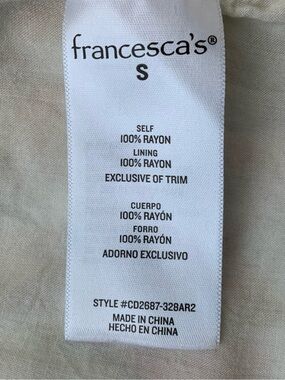 francesca's®
S
SELF
100% RAYON
LINING
100% RAYON
EXCLUSIVE OF TRIM
CUERPO
100% RAYÓN
FORRO
100% RAYÓN
ADORNO EXCLUSIVO
STYLE #CD2687-328AR2
MADE IN CHINA
HECHO EN CHINA